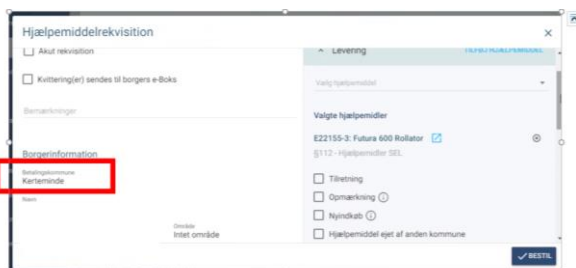 Hjælpemiddelrekvisition
Akut rekvisition
Kvittering(er) sendes til borgers e-Boks
Bemærkninger
Borgerinformation
Betalingskommune
Kerteminde
Navn
Område
Intet område
Levering
TILFØJ HJÆLPEMIDDEL
Vælg hjælpemiddel
Valgte hjælpemidler
E22155-3: Futura 600 Rollator
§112 - Hjælpemidler SEL
Tilretning
Opmærkning
Nyindkøb
Hjælpemiddel ejet af anden kommune
BESTIL